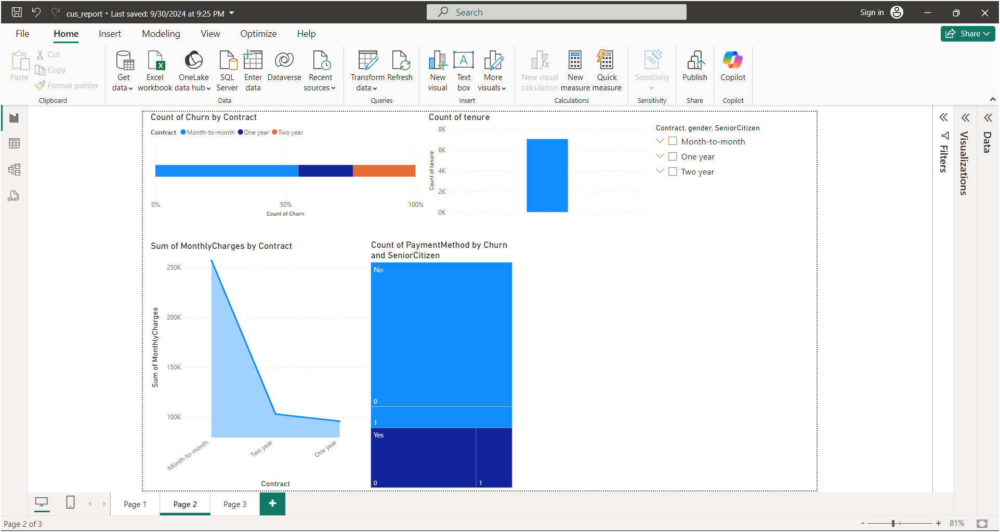 cus_report • Last saved: 9/30/2024 at 9:25 PM
Search
Sign in
File Home Insert Modeling View Optimize Help
Share
Paste
Cut
Copy
Format painter
Clipboard
Get data
Excel workbook
OneLake data hub
SQL Server
Enter data
Dataverse
Recent sources
Data
Transform data
Refresh
Queries
New visual
Text box
More visuals
Insert
New visual calculation
New measure
Quick measure
Calculations
Sensitivity
Sensitivity
Publish
Share
Copilot
Copilot
DAX
Count of Churn by Contract
Contract Month-to-month One year Two year
0% 50% 100%
Count of Churn
Count of tenure
Count of tenure
8K
6K
4K
2K
0K
Contract, gender, SeniorCitizen
Month-to-month
One year
Two year
Sum of MonthlyCharges by Contract
Sum of MonthlyCharges
250K
200K
150K
100K
Month-to-month
Two year
One year
Contract
Count of PaymentMethod by Churn
and SeniorCitizen
No
0
1
Yes
0 1
Filters
Visualizations
Data
Page 1 Page 2 Page 3 +
Page 2 of 3
- + 81%